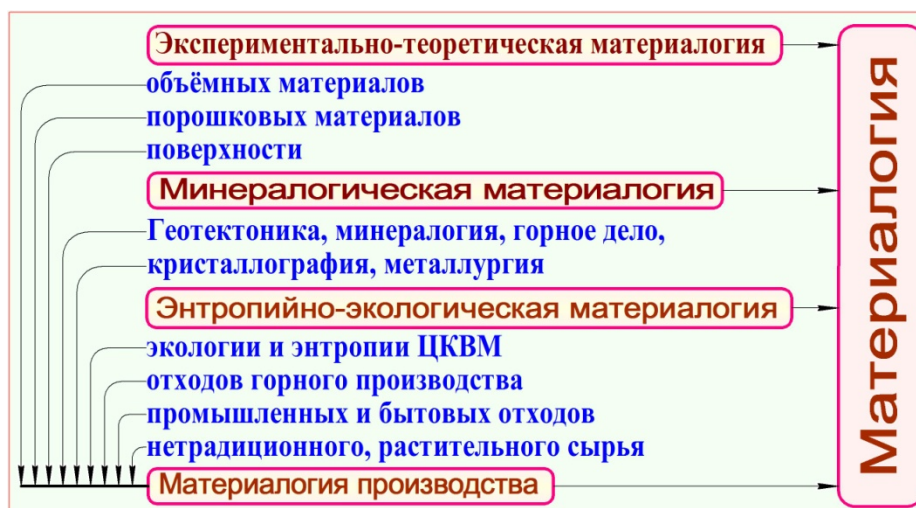 Экспериментально-теоретическая материалогия
объёмных материалов
порошковых материалов
поверхности
Минералогическая материалогия
Геотектоника, минералогия, горное дело,
кристаллография, металлургия
Энтропийно-экологическая материалогия
экологии и энтропии ЦКВМ
отходов горного производства
промышленных и бытовых отходов
нетрадиционного, растительного сырья
Материалогия производства
Материалогия